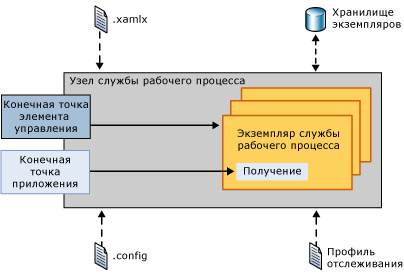 .xamlx
Хранилище
экземпляров
Узел службы рабочего процесса
Конечная точка
элемента
управления
Экземпляр службы
рабочего процесса
Конечная
точка
приложения
Получение
.config
Профиль
отслеживания